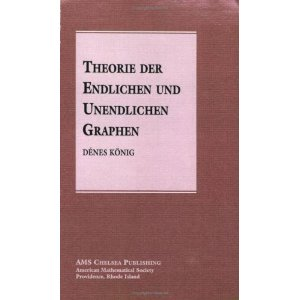 THEORIE DER
ENDLICHEN UND
UNENDLICHEN
GRAPHEN
DÉNES KÖNIG
AMS CHELSEA PUBLISHING
American Mathematical Society
Providence, Rhode Island